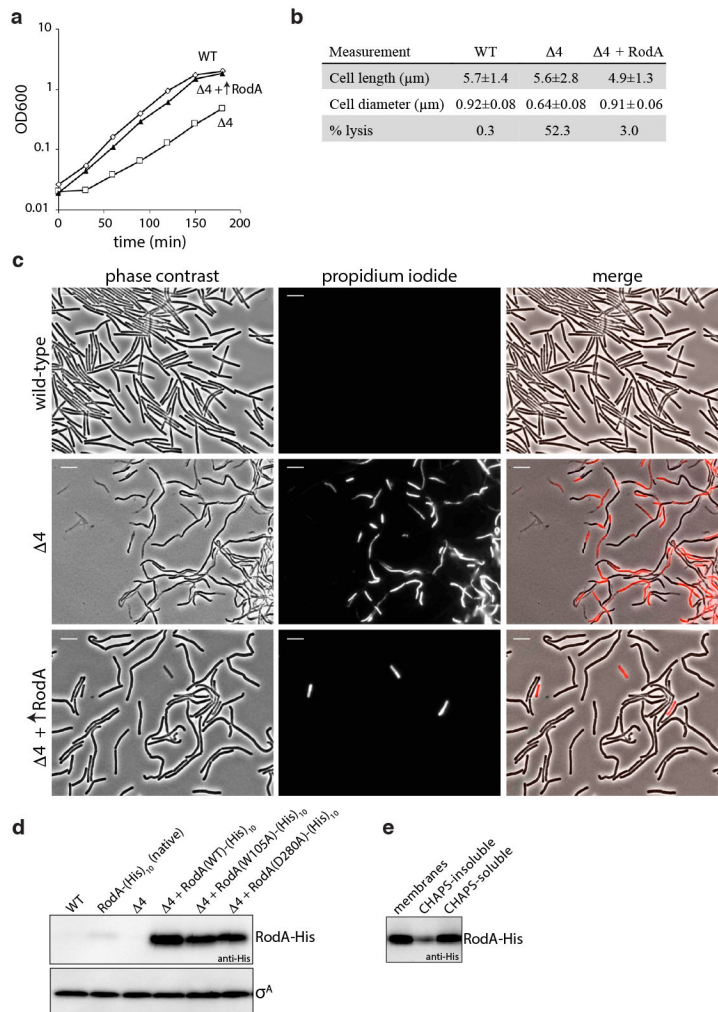 a
OD600
10
1
0.1
0.01
WT
Δ4 +↑RodA
Δ4
0 50 100 150 200
time (min)
b
Measurement WT Δ4 Δ4 + RodA
Cell length (µm) 5.7±1.4 5.6±2.8 4.9±1.3
Cell diameter (µm) 0.92±0.08 0.64±0.08 0.91±0.06
% lysis 0.3 52.3 3.0
c
phase contrast propidium iodide merge
wild-type
Δ4
Δ4 + ↑RodA
d
WT
RodA-(His)10 (native)
Δ4
Δ4 + RodA(WT)-(His)10
Δ4 + RodA(W105A)-(His)10
Δ4 + RodA(D280A)-(His)10
RodA-His
anti-His
σA
e
membranes
CHAPS-insoluble
CHAPS-soluble
RodA-His
anti-His